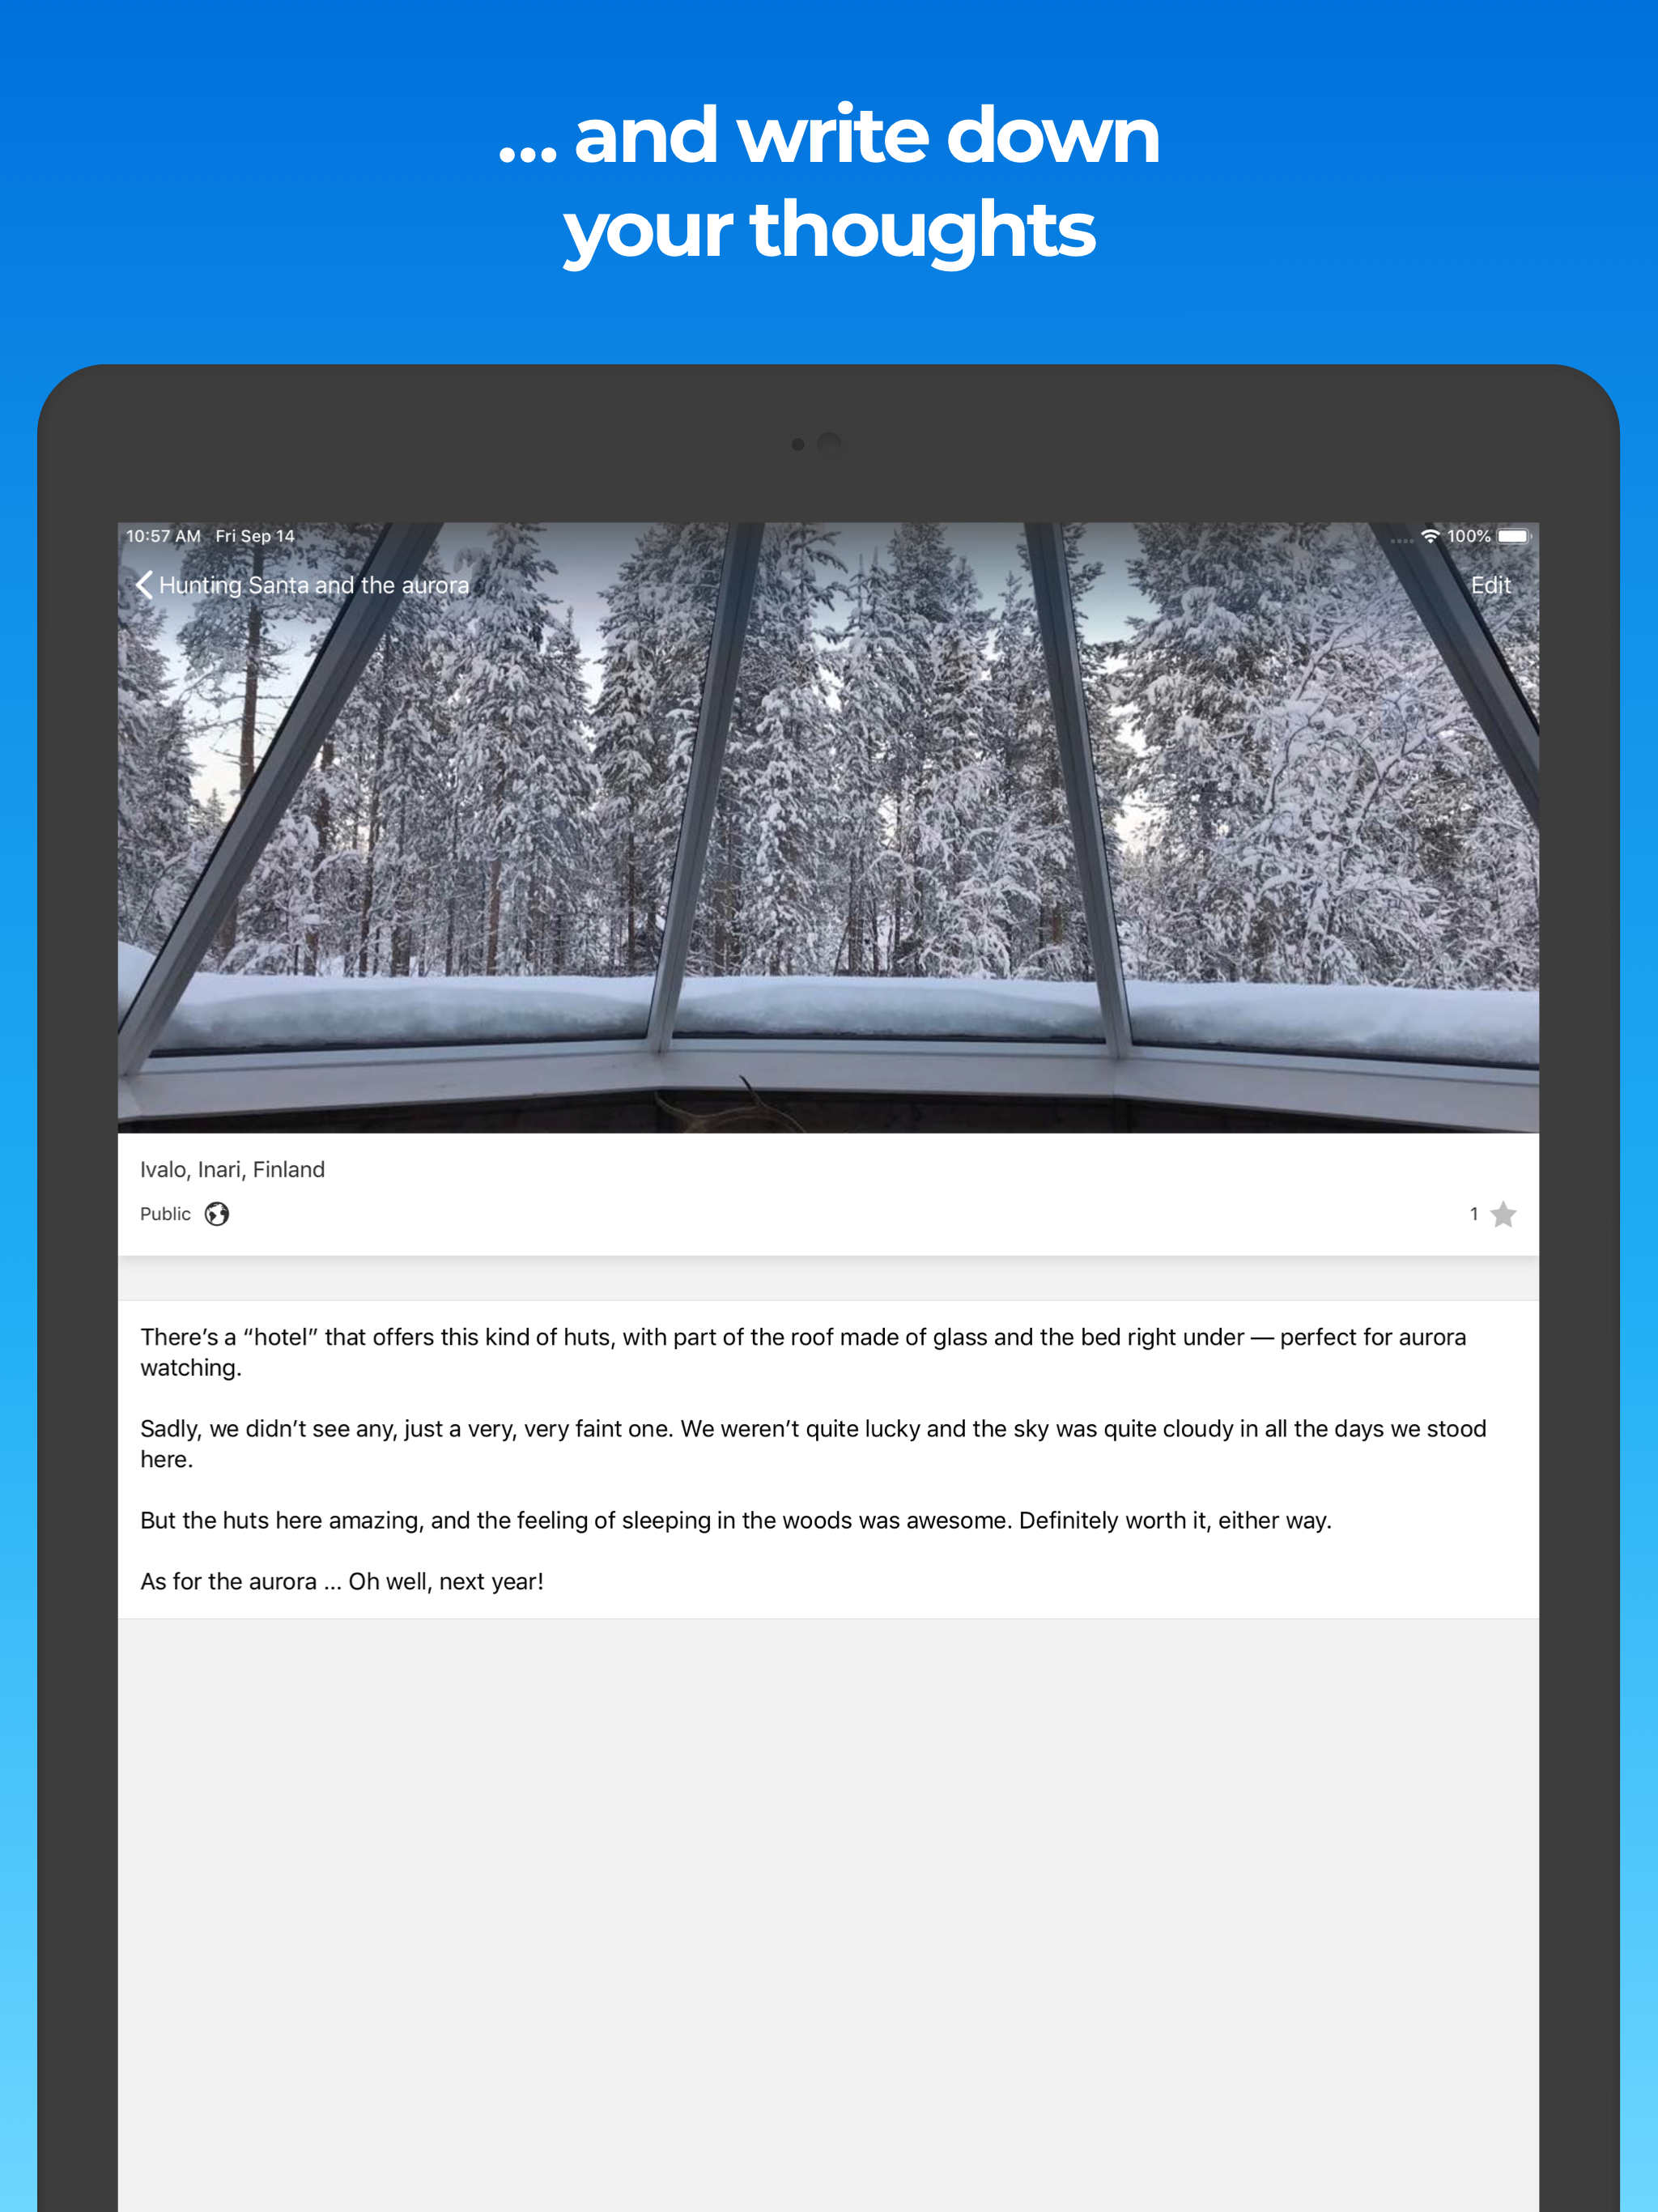 ... and write down
your thoughts
10:57 AM Fri Sep 14
100%
Hunting Santa and the aurora
Edit
Ivalo, Inari, Finland
Public
1
There’s a “hotel” that offers this kind of huts, with part of the roof made of glass and the bed right under — perfect for aurora
watching.
Sadly, we didn’t see any, just a very, very faint one. We weren’t quite lucky and the sky was quite cloudy in all the days we stood
here.
But the huts here amazing, and the feeling of sleeping in the woods was awesome. Definitely worth it, either way.
As for the aurora ... Oh well, next year!